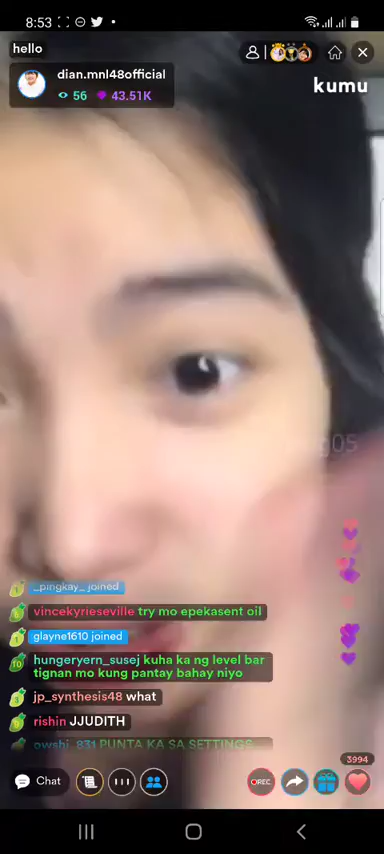 8:53
hello
dian.mnl48official
56 43.51K
kumu
_pingkay_ joined
vincekyrieseville try mo epekasent oil
glayne1610 joined
hungeryern_susej kuha ka ng level bar
tignan mo kung pantay bahay niyo
jp_synthesis48 what
rishin JJUDITH
owshi_831 PUNTA KA SA SETTINGS
3994
Chat
REC